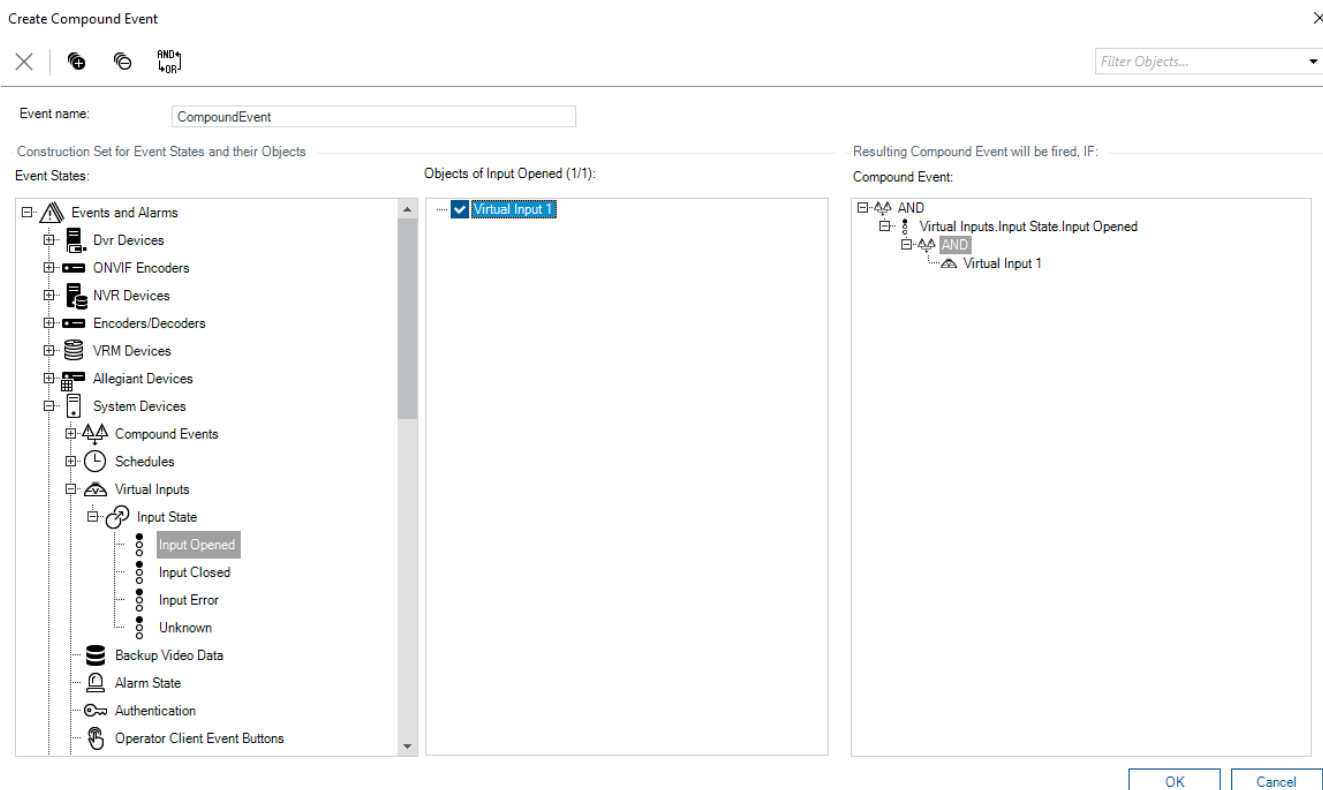 Create Compound Event
AND
OR
Filter Objects...
Event name:
CompoundEvent
Construction Set for Event States and their Objects
Resulting Compound Event will be fired, IF:
Event States:
Objects of Input Opened (1/1):
Compound Event:
Events and Alarms
Dvr Devices
ONVIF Encoders
NVR Devices
Encoders/Decoders
VRM Devices
Allegiant Devices
System Devices
Compound Events
Schedules
Virtual Inputs
Input State
Input Opened
Input Closed
Input Error
Unknown
Backup Video Data
Alarm State
Authentication
Operator Client Event Buttons
Virtual Input 1
AND
Virtual Inputs.Input State.Input Opened
AND
Virtual Input 1
OK
Cancel